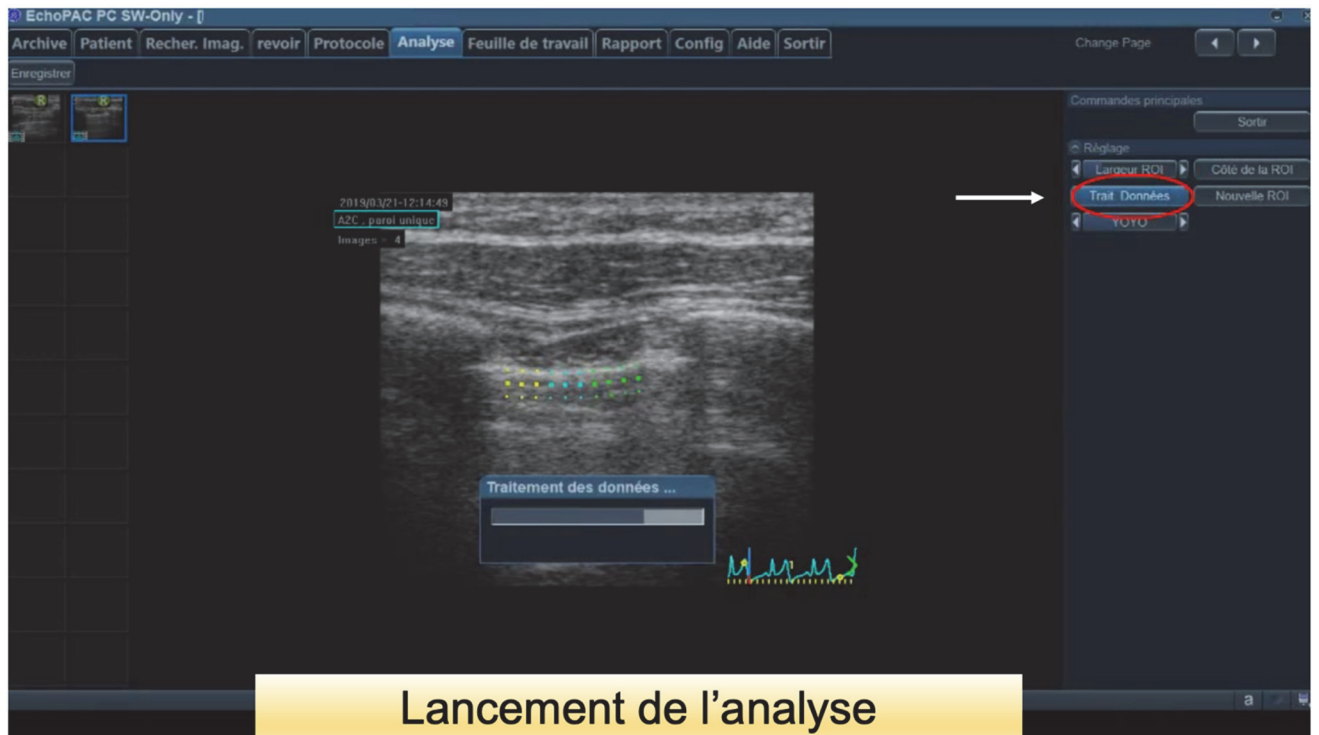 EchoPAC PC SW-Only - [
Archive Patient Recher. Imag. revoir Protocole Analyse Feuille de travail Rapport Config Aide Sortir Change Page
Enregistrer
R R
Commandes principales
Sortir
Réglage
Largeur ROI Côté de la ROI
Trait. Données Nouvelle ROI
YOYO
2019/03/21-12:14:49
A2C , paroi unique
Images = 4
Traitement des données ...
1
a
Lancement de l’analyse